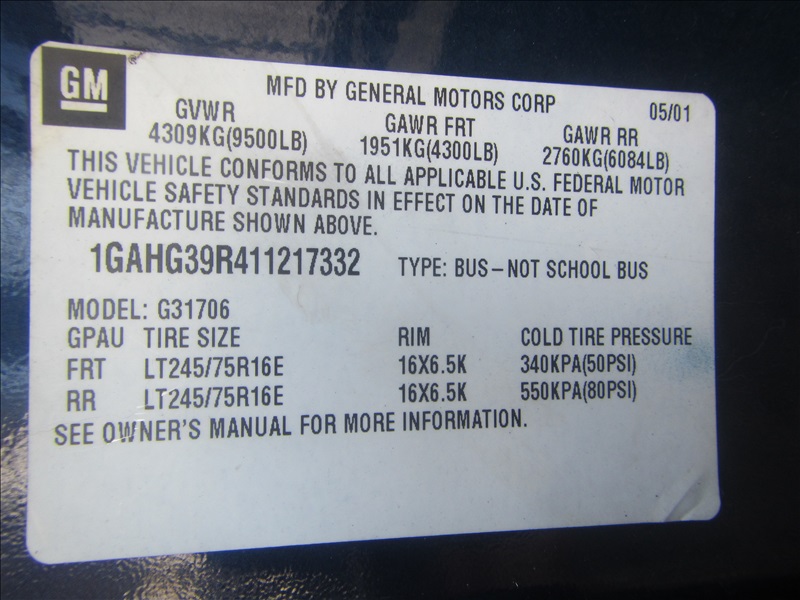 GM
MFD BY GENERAL MOTORS CORP 05/01
GVWR GAWR FRT GAWR RR
4309KG(9500LB) 1951KG(4300LB) 2760KG(6084LB)
THIS VEHICLE CONFORMS TO ALL APPLICABLE U.S. FEDERAL MOTOR
VEHICLE SAFETY STANDARDS IN EFFECT ON THE DATE OF
MANUFACTURE SHOWN ABOVE.
1GAHG39R411217332 TYPE: BUS–NOT SCHOOL BUS
MODEL: G31706
GPAU TIRE SIZE RIM COLD TIRE PRESSURE
FRT LT245/75R16E 16X6.5K 340KPA(50PSI)
RR LT245/75R16E 16X6.5K 550KPA(80PSI)
SEE OWNER'S MANUAL FOR MORE INFORMATION.